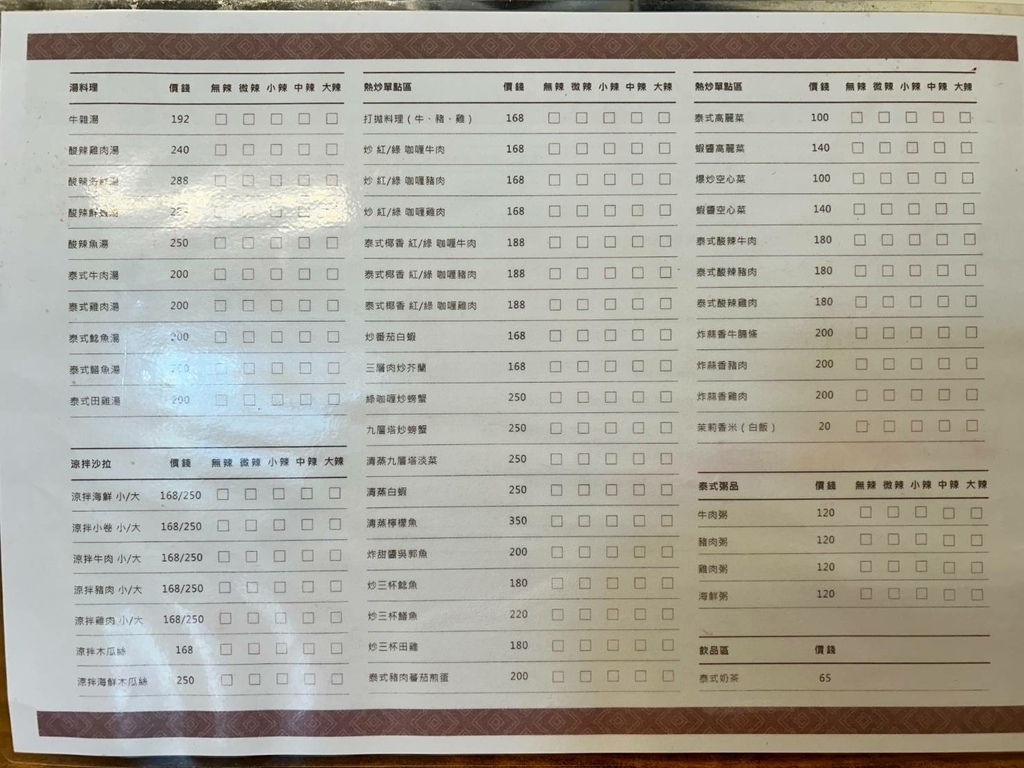 湯料理 價錢 無辣 微辣 小辣 中辣 大辣
牛雜湯 192
酸辣雞肉湯 240
酸辣海鮮湯 288
酸辣鮮蝦湯
酸辣魚湯 250
泰式牛肉湯 200
泰式雞肉湯 200
泰式鯰魚湯 200
泰式鱔魚湯 200
泰式田雞湯 200
涼拌沙拉 價錢 無辣 微辣 小辣 中辣 大辣
涼拌海鮮 小/大 168/250
涼拌小卷 小/大 168/250
涼拌牛肉 小/大 168/250
涼拌豬肉 小/大 168/250
涼拌雞肉 小/大 168/250
涼拌木瓜絲 168
涼拌海鮮木瓜絲 250
熱炒單點區 價錢 無辣 微辣 小辣 中辣 大辣
打拋料理(牛、豬、雞) 168
炒 紅/綠 咖喱牛肉 168
炒 紅/綠 咖喱豬肉 168
炒 紅/綠 咖喱雞肉 168
泰式椰香 紅/綠 咖喱牛肉 188
泰式椰香 紅/綠 咖喱豬肉 188
泰式椰香 紅/綠 咖喱雞肉 188
炒番茄白蝦 168
三層肉炒芥蘭 168
綠咖喱炒螃蟹 250
九層塔炒螃蟹 250
清蒸九層塔淡菜 250
清蒸白蝦 250
清蒸檸檬魚 350
炸甜醬吳郭魚 200
炒三杯鯰魚 180
炒三杯鱔魚 220
炒三杯田雞 180
泰式豬肉蕃茄煎蛋 200
熱炒單點區 價錢 無辣 微辣 小辣 中辣 大辣
泰式高麗菜 100
蝦醬高麗菜 140
爆炒空心菜 100
蝦醬空心菜 140
泰式酸辣牛肉 180
泰式酸辣豬肉 180
泰式酸辣雞肉 180
炸蒜香牛腩條 200
炸蒜香豬肉 200
炸蒜香雞肉 200
茉莉香米(白飯) 20
泰式粥品 價錢 無辣 微辣 小辣 中辣 大辣
牛肉粥 120
豬肉粥 120
雞肉粥 120
海鮮粥 120
飲品區 價錢
泰式奶茶 65